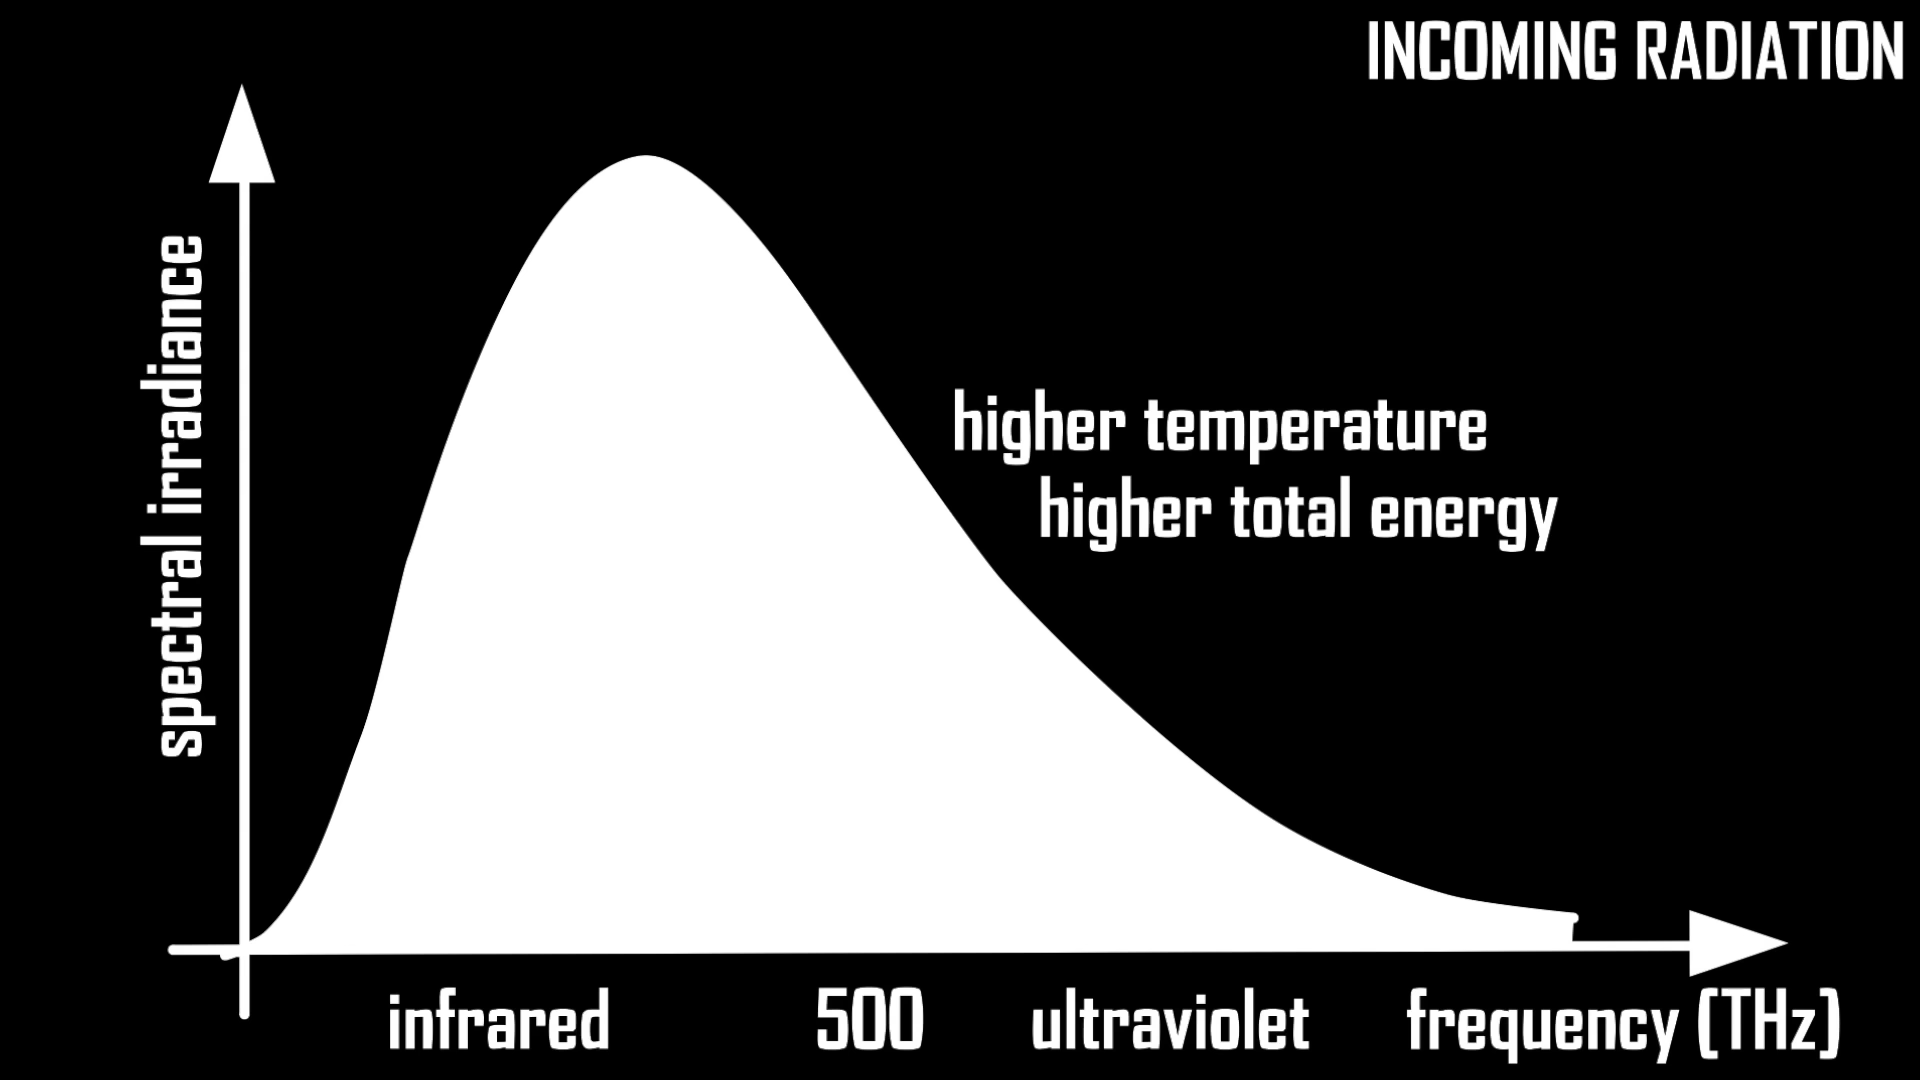 INCOMING RADIATION
spectral irradiance
higher temperature
higher total energy
infrared 500 ultraviolet frequency (THz)